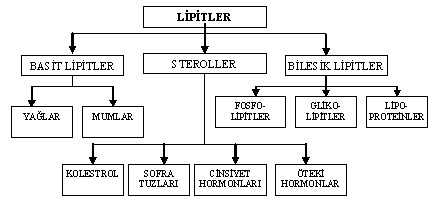 LİPİTLER
BASİT LİPİTLER
STEROLLER
BİLESİK LİPİTLER
YAĞLAR
MUMLAR
FOSFO-
LİPİTLER
GLİKO-
LİPİTLER
LİPO-
PROTEİNLER
KOLESTROL
SOFRA
TUZLARI
CİNSİYET
HORMONLARI
ÖTEKİ
HORMONLAR